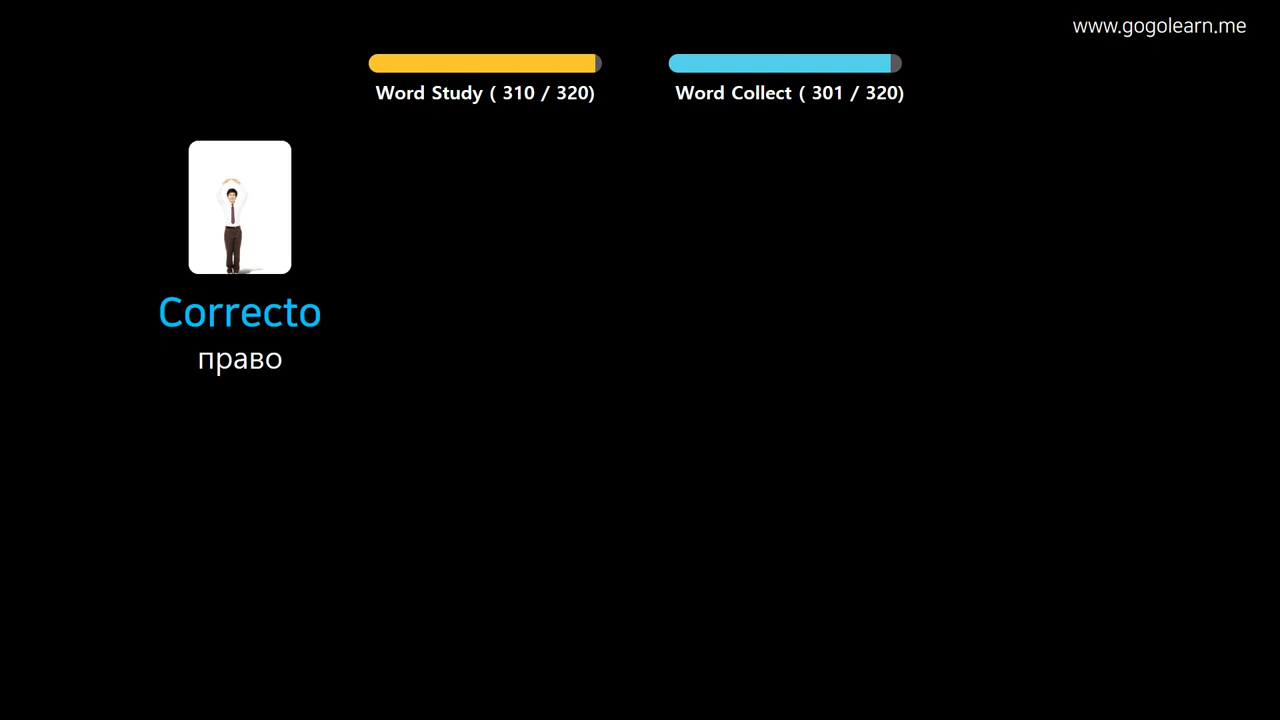 www.gogolearn.me
Word Study ( 310 / 320)
Word Collect ( 301 / 320)
Correcto
право